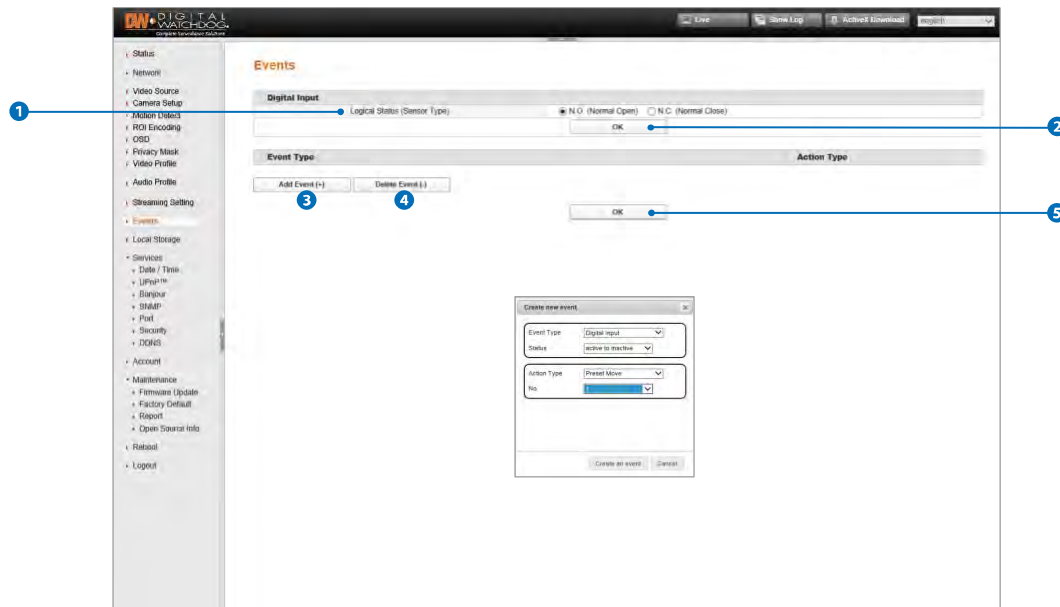 DW DIGITAL
WATCHDOG.
Complete Surveillance Solutions
Live
Show Log
ActiveX Download
english
Status
Network
Video Source
Camera Setup
Motion Detect
ROI Encoding
OSD
Privacy Mask
Video Profile
Audio Profile
Streaming Setting
Events
Local Storage
Services
Date / Time
UPnP™
Bonjour
SNMP
Port
Security
DDNS
Account
Maintenance
Firmware Update
Factory Default
Report
Open Source Info
Reboot
Logout
Events
Digital Input
1 Logical Status (Sensor Type) N.O. (Normal Open) N.C. (Normal Close)
OK 2
Event Type Action Type
Add Event (+) Delete Event (-)
3 4
OK 5
Create new event x
Event Type Digital Input
Status active to inactive
Action Type Preset Move
No. 1
Create an event Cancel